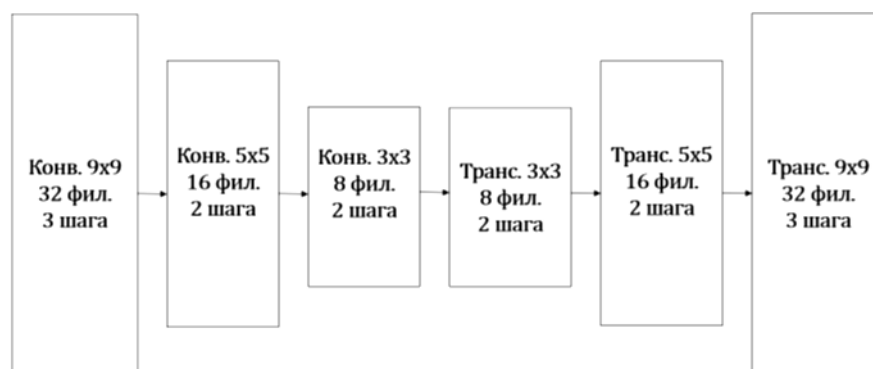 Конв. 9x9
32 фил.
3 шага
Конв. 5x5
16 фил.
2 шага
Конв. 3x3
8 фил.
2 шага
Транс. 3x3
8 фил.
2 шага
Транс. 5x5
16 фил.
2 шага
Транс. 9x9
32 фил.
3 шага